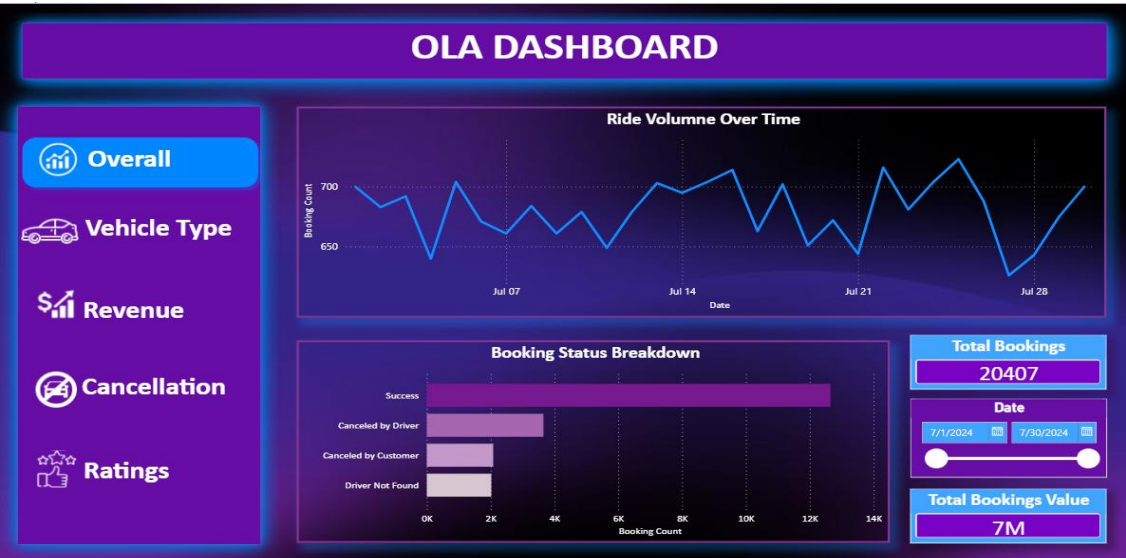 OLA DASHBOARD
Overall
Vehicle Type
Revenue
Cancellation
Ratings
Ride Volumne Over Time
Booking Count
700
650
Jul 07
Jul 14
Jul 21
Jul 28
Date
Booking Status Breakdown
Success
Canceled by Driver
Canceled by Customer
Driver Not Found
0K
2K
4K
6K
8K
10K
12K
14K
Booking Count
Total Bookings
20407
Date
7/1/2024
7/30/2024
Total Bookings Value
7M